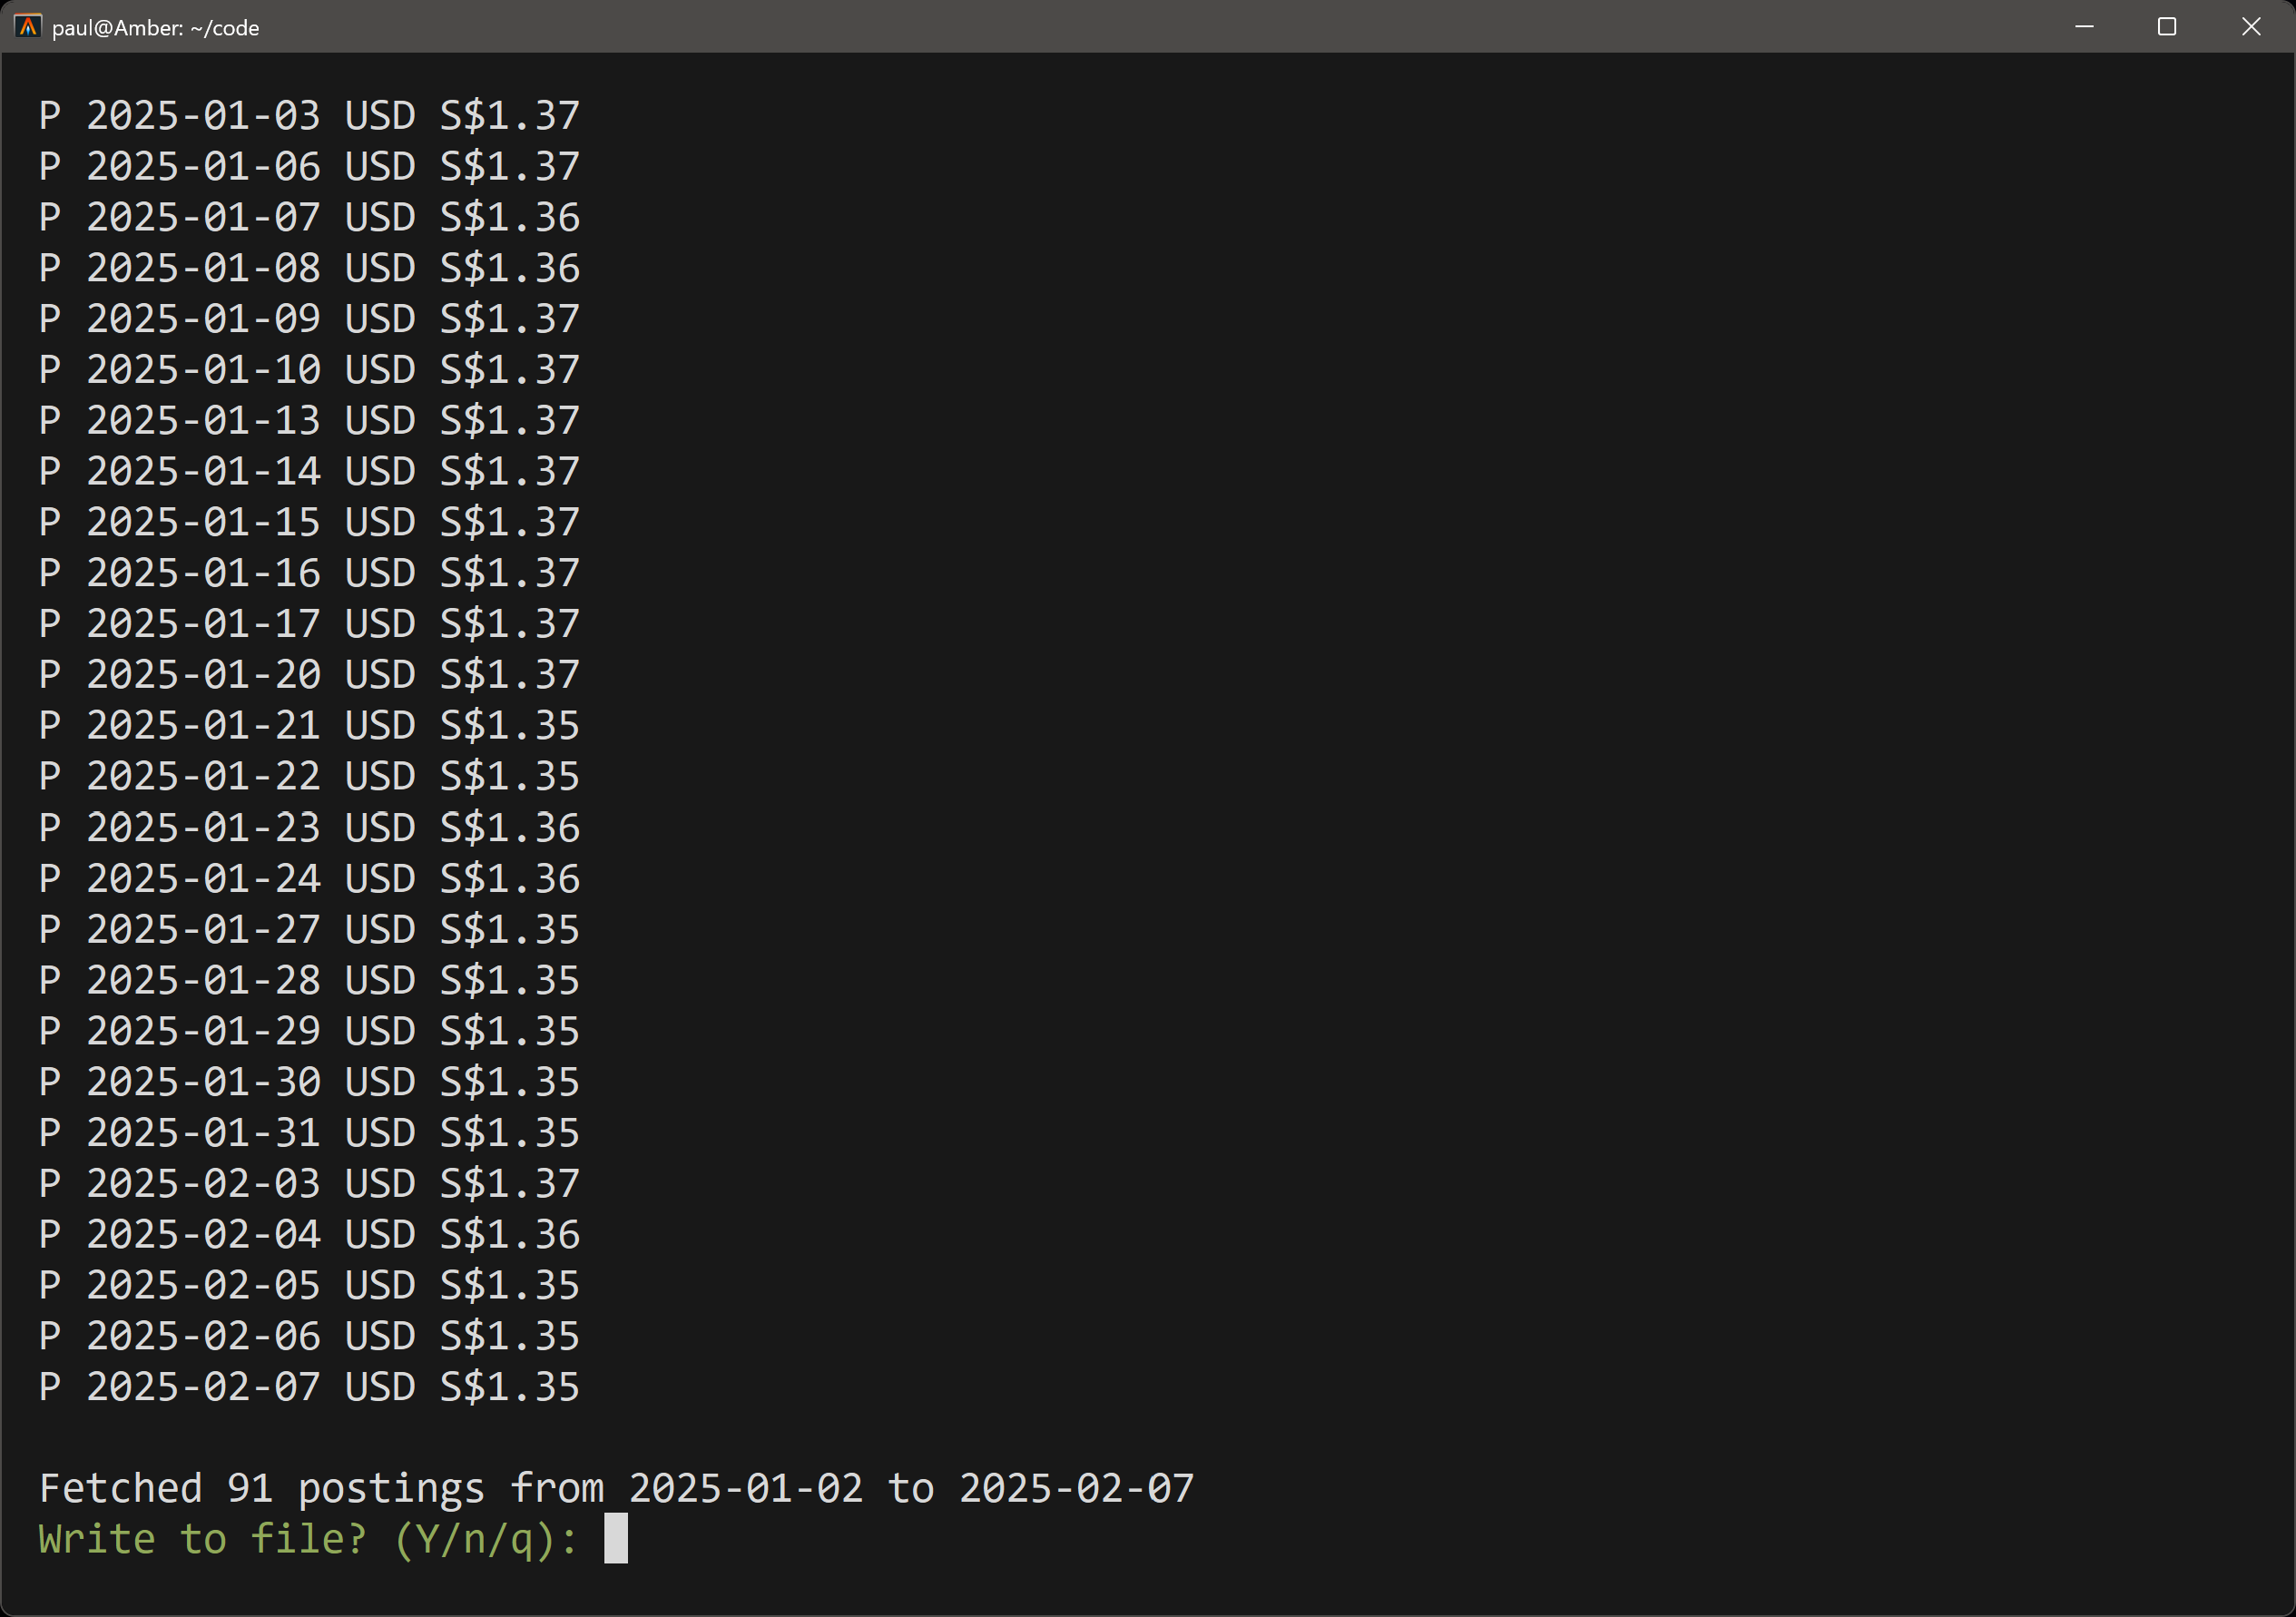 paul@Amber: ~/code
P 2025-01-03 USD S$1.37
P 2025-01-06 USD S$1.37
P 2025-01-07 USD S$1.36
P 2025-01-08 USD S$1.36
P 2025-01-09 USD S$1.37
P 2025-01-10 USD S$1.37
P 2025-01-13 USD S$1.37
P 2025-01-14 USD S$1.37
P 2025-01-15 USD S$1.37
P 2025-01-16 USD S$1.37
P 2025-01-17 USD S$1.37
P 2025-01-20 USD S$1.37
P 2025-01-21 USD S$1.35
P 2025-01-22 USD S$1.35
P 2025-01-23 USD S$1.36
P 2025-01-24 USD S$1.36
P 2025-01-27 USD S$1.35
P 2025-01-28 USD S$1.35
P 2025-01-29 USD S$1.35
P 2025-01-30 USD S$1.35
P 2025-01-31 USD S$1.35
P 2025-02-03 USD S$1.37
P 2025-02-04 USD S$1.36
P 2025-02-05 USD S$1.35
P 2025-02-06 USD S$1.35
P 2025-02-07 USD S$1.35
Fetched 91 postings from 2025-01-02 to 2025-02-07
Write to file? (Y/n/q):